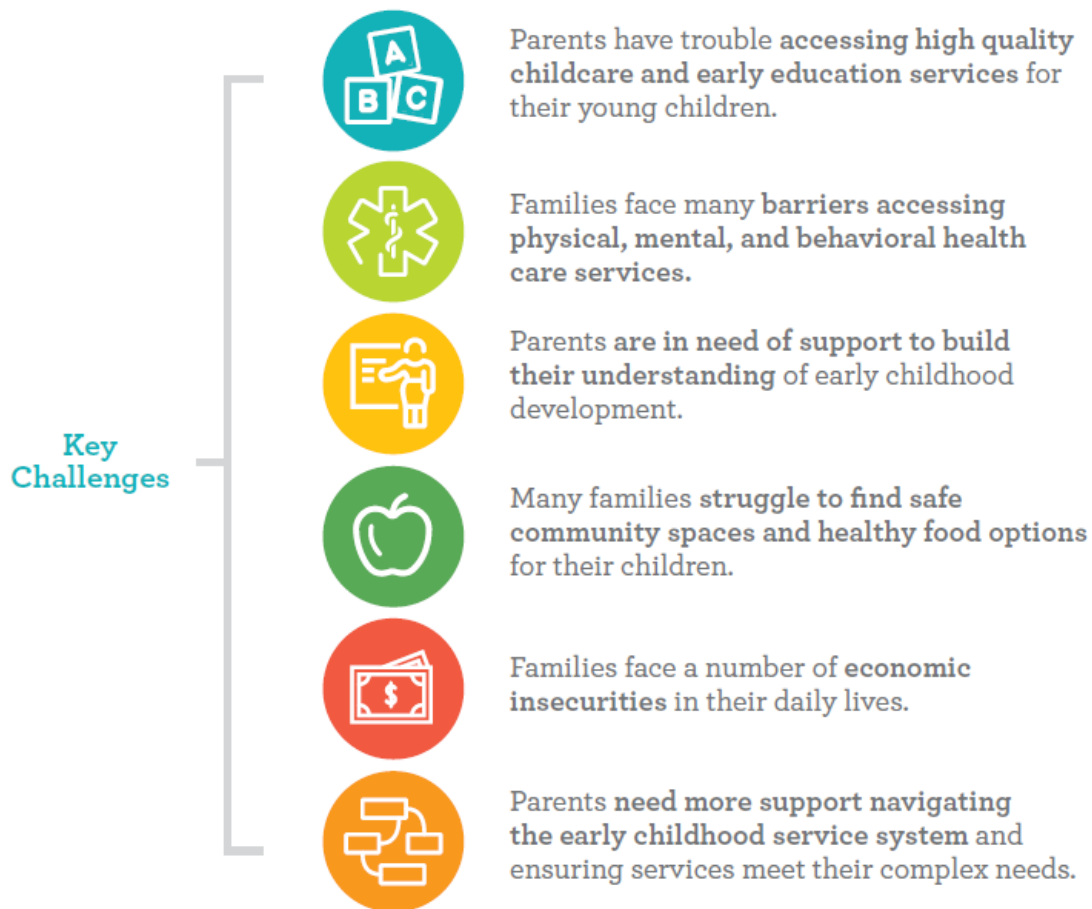 A
B C
Parents have trouble accessing high quality
childcare and early education services for
their young children.
Families face many barriers accessing
physical, mental, and behavioral health
care services.
Parents are in need of support to build
their understanding of early childhood
development.
Key
Challenges
Many families struggle to find safe
community spaces and healthy food options
for their children.
$
Families face a number of economic
insecurities in their daily lives.
Parents need more support navigating
the early childhood service system and
ensuring services meet their complex needs.